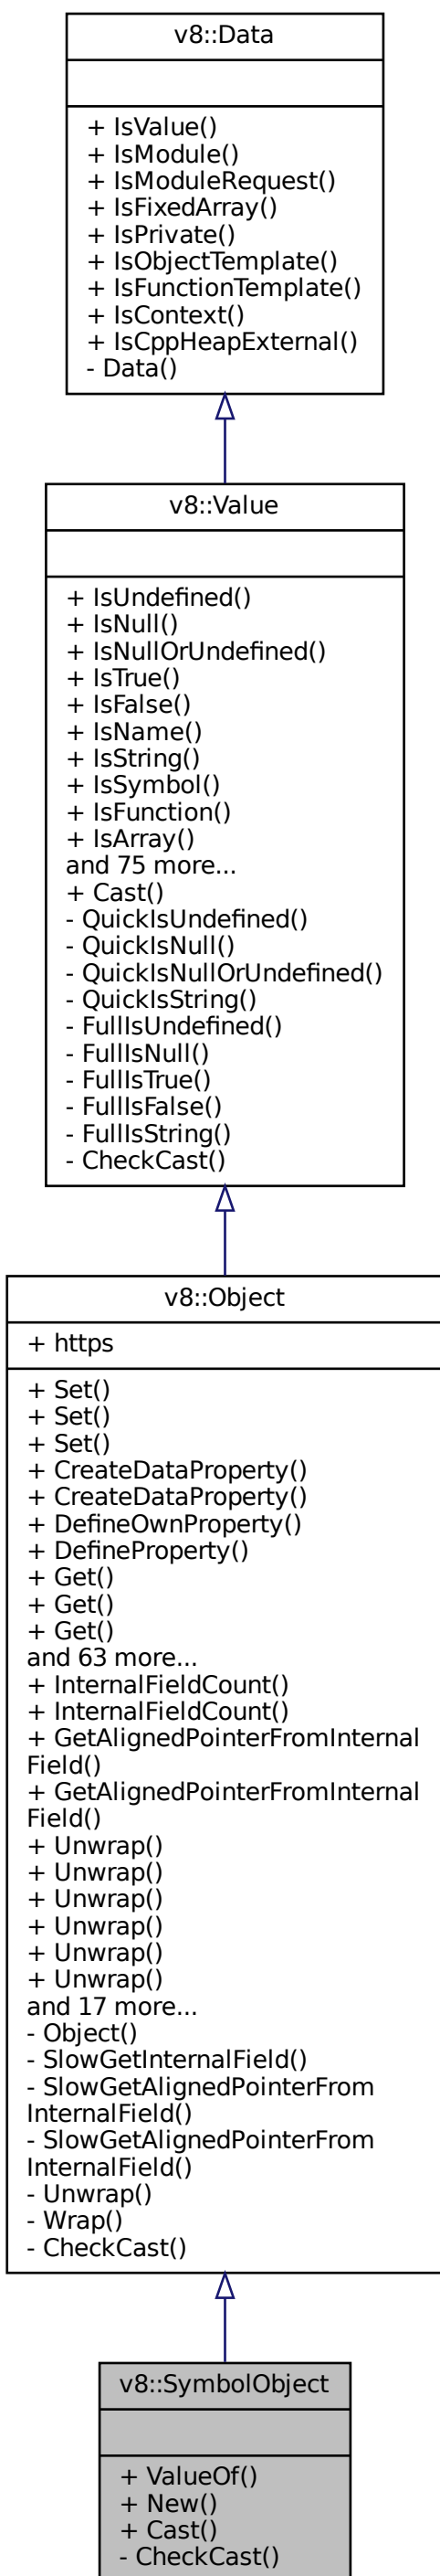 v8::Data
+ IsValue()
+ IsModule()
+ IsModuleRequest()
+ IsFixedArray()
+ IsPrivate()
+ IsObjectTemplate()
+ IsFunctionTemplate()
+ IsContext()
+ IsCppHeapExternal()
- Data()
v8::Value
+ IsUndefined()
+ IsNull()
+ IsNullOrUndefined()
+ IsTrue()
+ IsFalse()
+ IsName()
+ IsString()
+ IsSymbol()
+ IsFunction()
+ IsArray()
and 75 more...
+ Cast()
- QuickIsUndefined()
- QuickIsNull()
- QuickIsNullOrUndefined()
- QuickIsString()
- FullIsUndefined()
- FullIsNull()
- FullIsTrue()
- FullIsFalse()
- FullIsString()
- CheckCast()
v8::Object
+ https
+ Set()
+ Set()
+ Set()
+ CreateDataProperty()
+ CreateDataProperty()
+ DefineOwnProperty()
+ DefineProperty()
+ Get()
+ Get()
+ Get()
and 63 more...
+ InternalFieldCount()
+ InternalFieldCount()
+ GetAlignedPointerFromInternal
Field()
+ GetAlignedPointerFromInternal
Field()
+ Unwrap()
+ Unwrap()
+ Unwrap()
+ Unwrap()
+ Unwrap()
+ Unwrap()
and 17 more...
- Object()
- SlowGetInternalField()
- SlowGetAlignedPointerFrom
InternalField()
- SlowGetAlignedPointerFrom
InternalField()
- Unwrap()
- Wrap()
- CheckCast()
v8::SymbolObject
+ ValueOf()
+ New()
+ Cast()
- CheckCast()